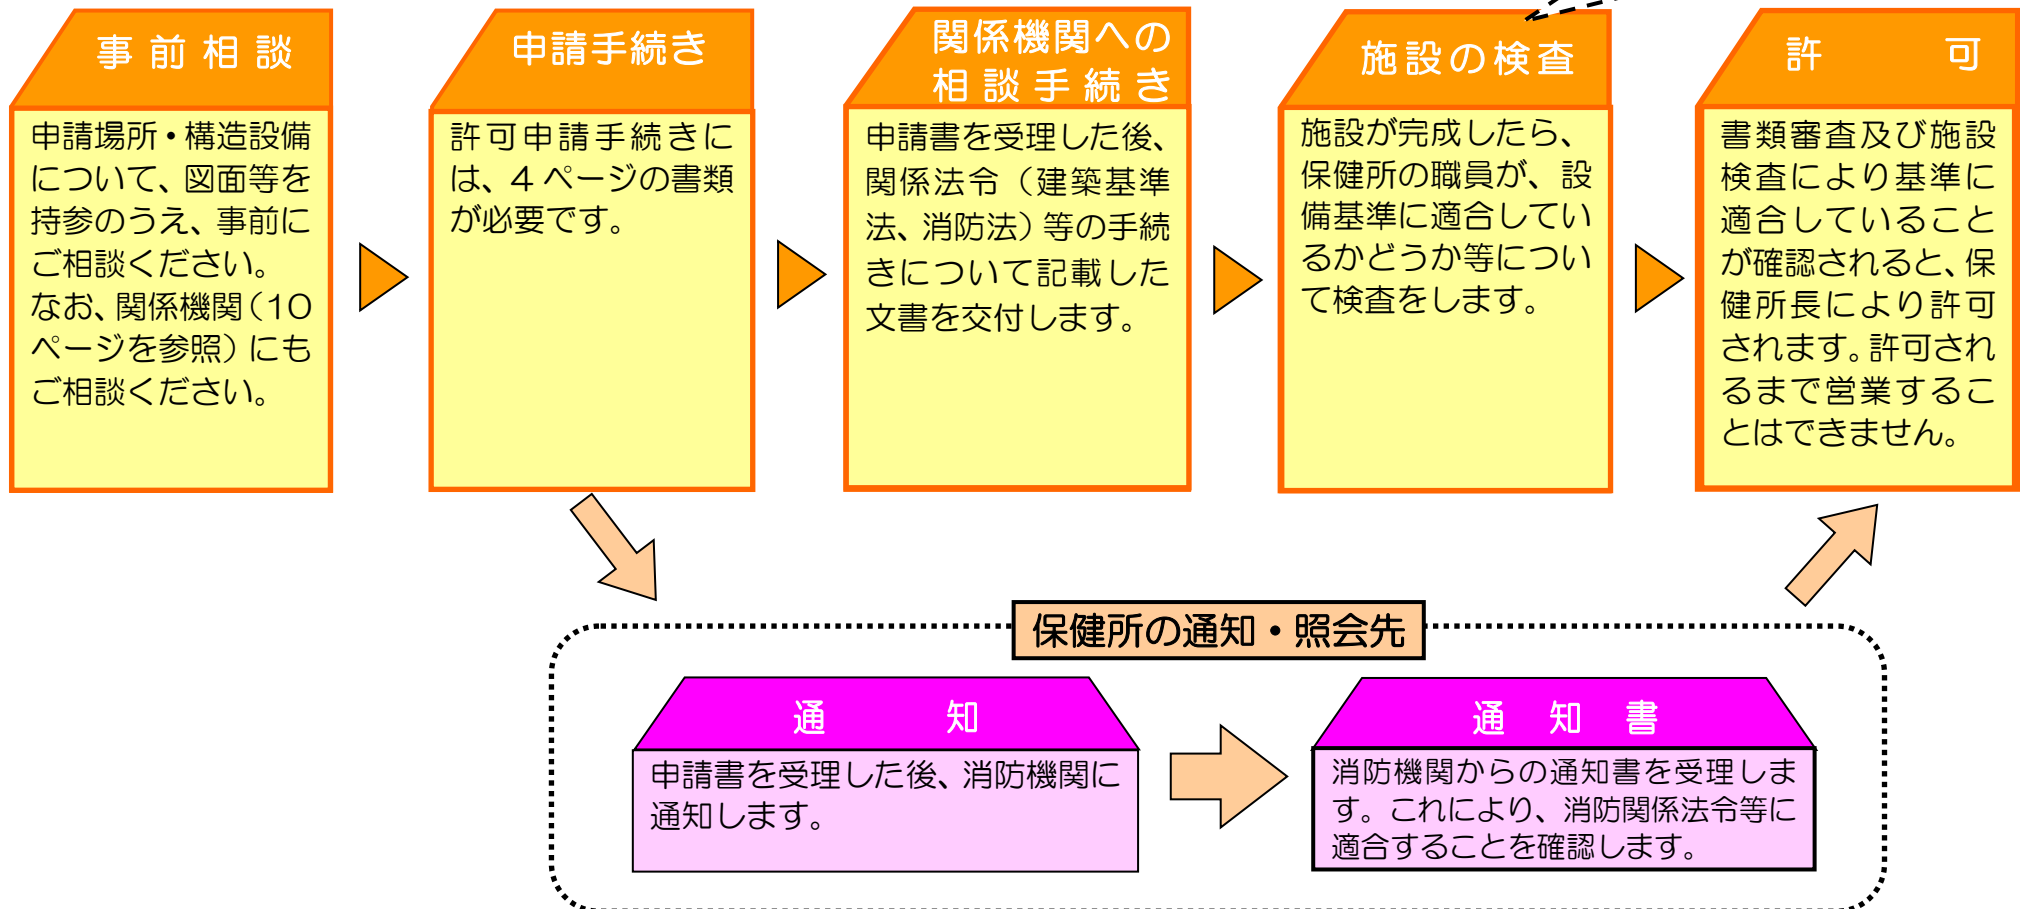 事前相談
申請場所・構造設備
について、図面等を
持参のうえ、事前に
ご相談ください。
なお、関係機関（10
ページを参照）にも
ご相談ください。
申請手続き
許可申請手続きに
は、4ページの書類
が必要です。
関係機関への
相談手続き
申請書を受理した後、
関係法令（建築基準
法、消防法）等の手続
きについて記載した
文書を交付します。
施設の検査
施設が完成したら、
保健所の職員が、設
備基準に適合してい
るかどうか等につい
て検査をします。
許可
書類審査及び施設
検査により基準に
適合していること
が確認されると、保
健所長により許可
されます。許可され
るまで営業するこ
とはできません。
保健所の通知・照会先
通知
申請書を受理した後、消防機関に
通知します。
通知書
消防機関からの通知書を受理しま
す。これにより、消防関係法令等に
適合することを確認します。